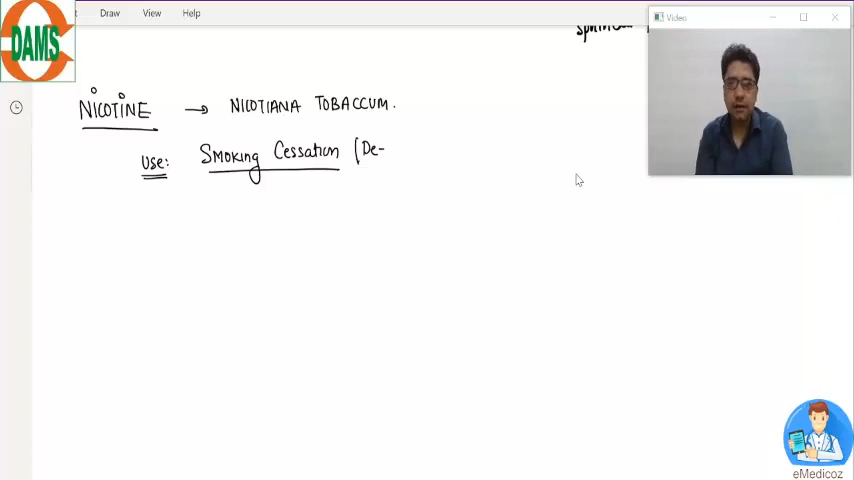 DAMS
Draw View Help
Video
NICOTINE → NICOTIANA TOBACCUM.
Use: Smoking Cessation (De-
eMedicoz